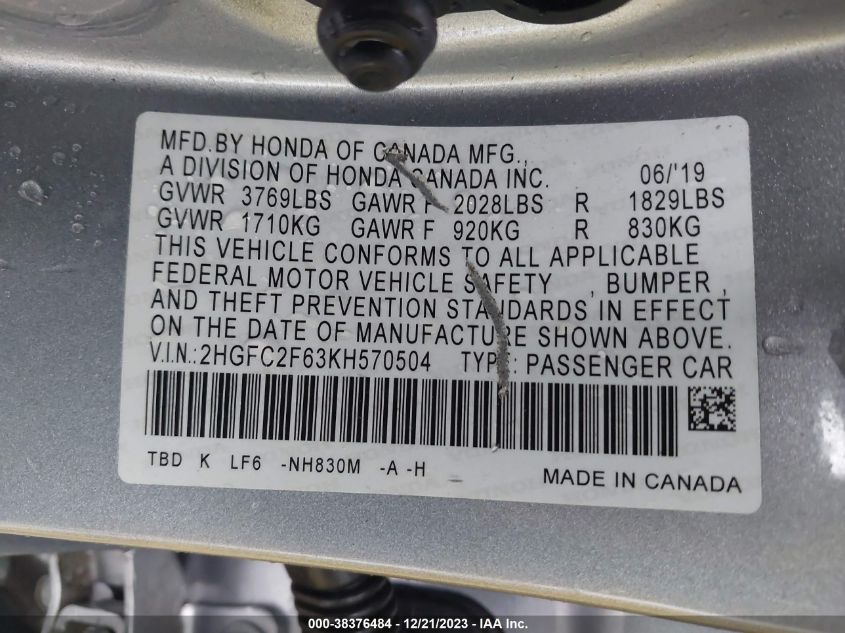 MFD.BY HONDA OF CANADA MFG.,
A DIVISION OF HONDA CANADA INC. 06/'19
GVWR 3769LBS GAWR F 2028LBS R 1829LBS
GVWR 1710KG GAWR F 920KG R 830KG
THIS VEHICLE CONFORMS TO ALL APPLICABLE
FEDERAL MOTOR VEHICLE SAFETY , BUMPER ,
AND THEFT PREVENTION STANDARDS IN EFFECT
ON THE DATE OF MANUFACTURE SHOWN ABOVE.
V.I.N.:2HGFC2F63KH570504 TYPE: PASSENGER CAR
TBD K LF6 -NH830M -A -H MADE IN CANADA
000-38376484 - 12/21/2023 - IAA Inc.